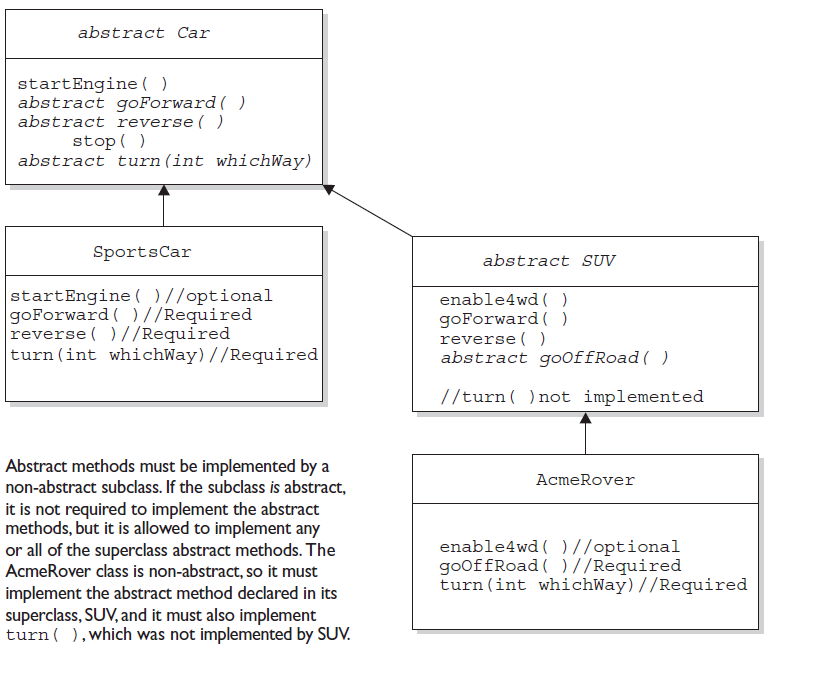 abstract Car
startEngine( )
abstract goForward( )
abstract reverse( )
stop( )
abstract turn(int whichWay)
SportsCar
startEngine( )//optional
goForward( )//Required
reverse( )//Required
turn(int whichWay)//Required
abstract SUV
enable4wd( )
goForward( )
reverse( )
abstract goOffRoad( )
//turn( )not implemented
AcmeRover
enable4wd( )//optional
goOffRoad( )//Required
turn(int whichWay)//Required
Abstract methods must be implemented by a
non-abstract subclass. If the subclass is abstract,
it is not required to implement the abstract
methods, but it is allowed to implement any
or all of the superclass abstract methods. The
AcmeRover class is non-abstract, so it must
implement the abstract method declared in its
superclass, SUV, and it must also implement
turn( ), which was not implemented by SUV.